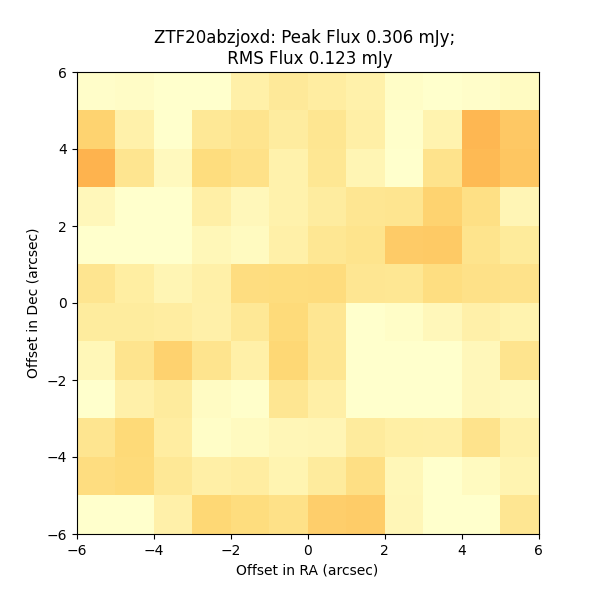 ZTF20abzjoxd: Peak Flux 0.306 mJy;
RMS Flux 0.123 mJy
6
4
2
0
−2
−4
−6
Offset in Dec (arcsec)
−6 −4 −2 0 2 4 6
Offset in RA (arcsec)